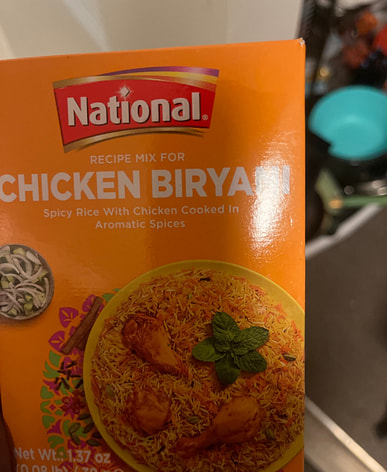 National®
RECIPE MIX FOR
CHICKEN BIRYANI
Spicy Rice With Chicken Cooked In
Aromatic Spices
Net Wt.: 1.37 oz